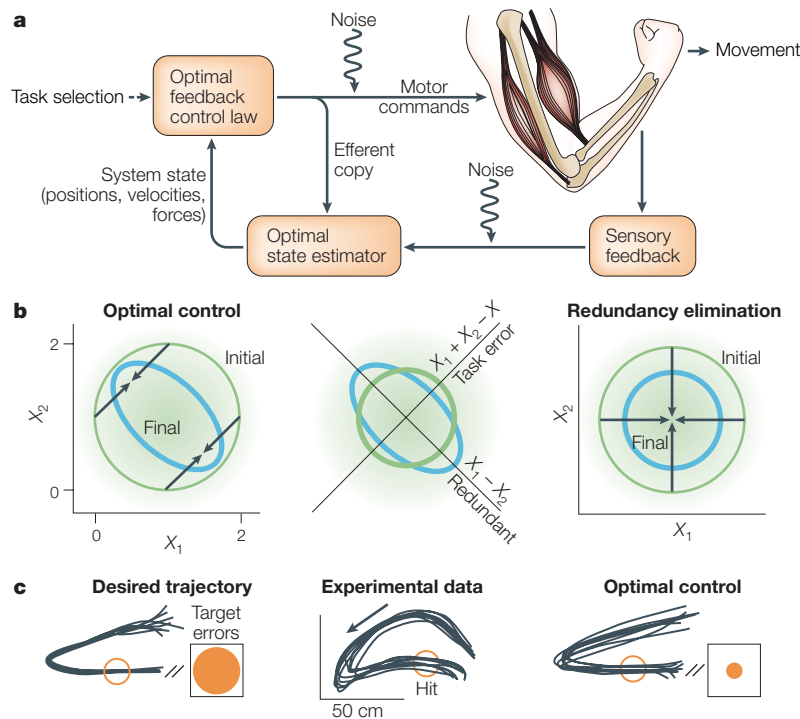 a
Noise
Optimal
feedback
control law
Task selection
Motor
commands
Movement
Efferent
copy
System state
(positions, velocities,
forces)
Noise
Optimal
state estimator
Sensory
feedback
b
Optimal control
2
Initial
X2
Final
0
0
X1
2
X1 + X2 – X
Task error
X1 – X2
Redundant
Redundancy elimination
Initial
X2
Final
X1
c
Desired trajectory
Target
errors
Experimental data
Hit
50 cm
Optimal control